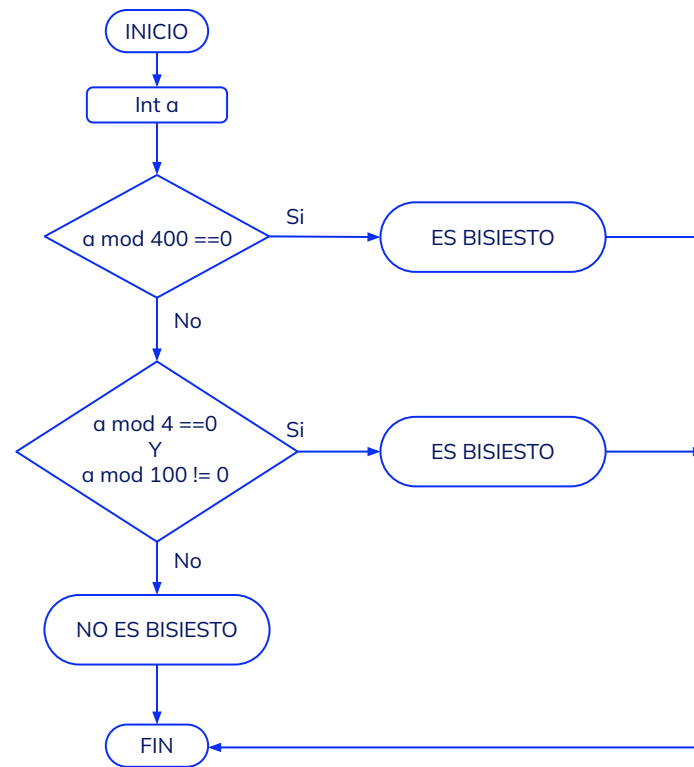 INICIO
Int a
a mod 400 ==0
Si
ES BISIESTO
No
a mod 4 ==0
Y
a mod 100 != 0
Si
ES BISIESTO
No
NO ES BISIESTO
FIN